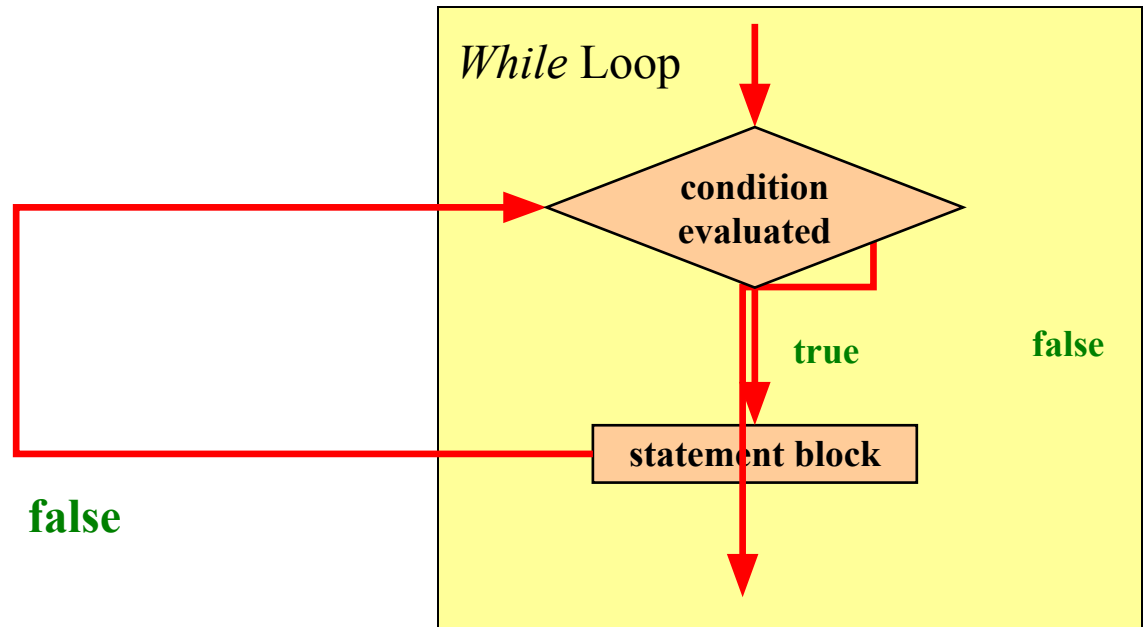 While Loop
condition
evaluated
true
false
statement block
false